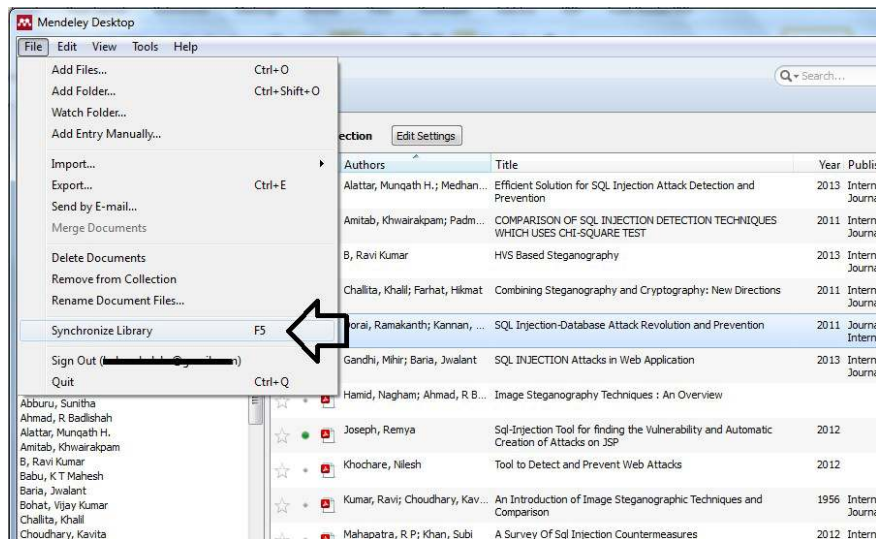 Mendeley Desktop
File Edit View Tools Help
Add Files... Ctrl+O
Add Folder... Ctrl+Shift+O
Watch Folder...
Add Entry Manually...
Import...
Export... Ctrl+E
Send by E-mail...
Merge Documents
Delete Documents
Remove from Collection
Rename Document Files...
Synchronize Library F5
Sign Out (
Quit Ctrl+Q
Abburu, Sunitha
Ahmad, R Badlishah
Alattar, Munqath H.
Amitab, Khwairakpam
B, Ravi Kumar
Babu, K T Mahesh
Baria, Jwalant
Bohat, Vijay Kumar
Challita, Khalil
Choudhary, Kavita
Search...
ection Edit Settings
Authors Title Year Publis
Alattar, Munqath H.; Medhan... Efficient Solution for SQL Injection Attack Detection and 2013 Intern
Prevention Journa
Amitab, Khwairakpam; Padm... COMPARISON OF SQL INJECTION DETECTION TECHNIQUES 2011 Intern
WHICH USES CHI-SQUARE TEST Journa
B, Ravi Kumar HVS Based Steganography 2013 Intern
Journa
Challita, Khalil; Farhat, Hikmat Combining Steganography and Cryptography: New Directions 2011 Intern
Journa
Dorai, Ramakanth; Kannan, ... SQL Injection-Database Attack Revolution and Prevention 2011 Journa
Intern
Gandhi, Mihir; Baria, Jwalant SQL INJECTION Attacks in Web Application 2013 Intern
Journa
Hamid, Nagham; Ahmad, R B... Image Steganography Techniques : An Overview
Joseph, Remya Sql-Injection Tool for finding the Vulnerability and Automatic 2012
Creation of Attacks on JSP
Khochare, Nilesh Tool to Detect and Prevent Web Attacks 2012
Kumar, Ravi; Choudhary, Kav... An Introduction of Image Steganographic Techniques and 1956 Intern
Comparison Journa
Mahapatra, R P; Khan, Subi A Survey Of Sql Injection Countermeasures 2012 Intern